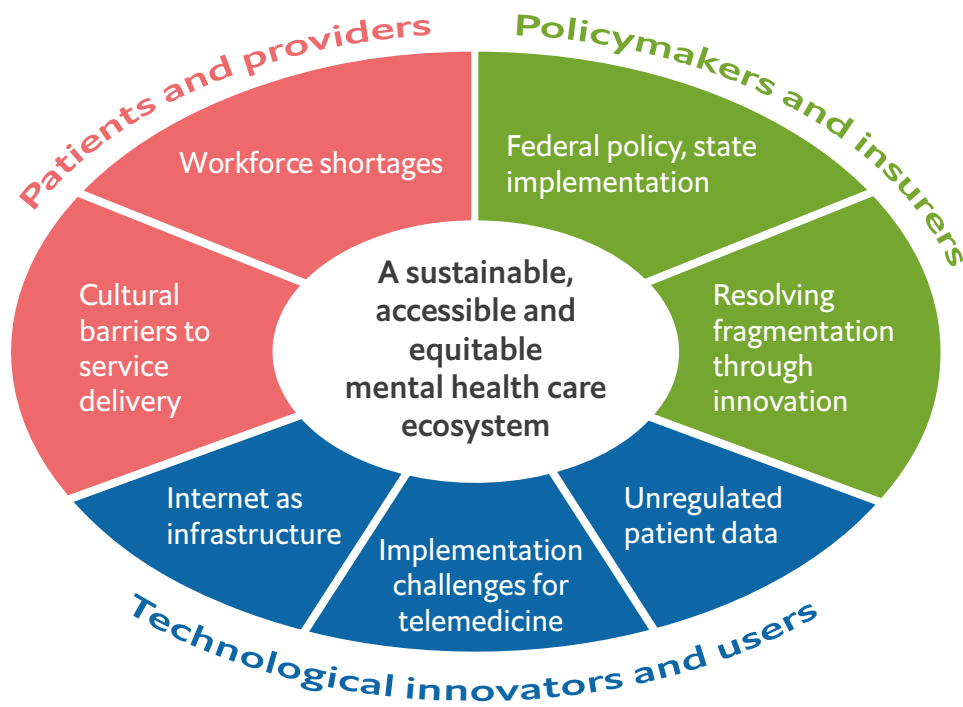 Patients and providers
Policymakers and insurers
Workforce shortages
Federal policy, state
implementation
Cultural
barriers to
service
delivery
A sustainable,
accessible and
equitable
mental health care
ecosystem
Resolving
fragmentation
through
innovation
Internet as
infrastructure
Implementation
challenges for
telemedicine
Unregulated
patient data
Technological innovators and users